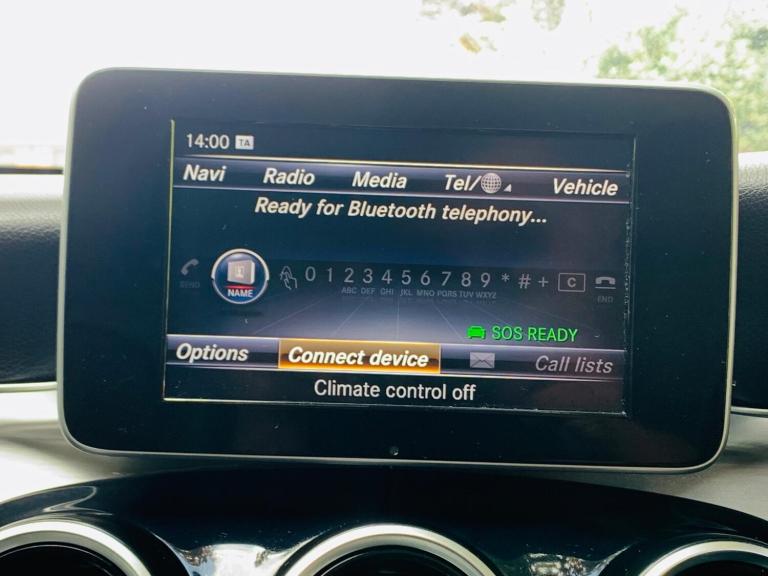 14:00 TA
Navi Radio Media Tel/ Vehicle
Ready for Bluetooth telephony...
SEND NAME 0 1 2 3 4 5 6 7 8 9 * # + C END
ABC DEF GHI JKL MNO PQRS TUV WXYZ
SOS READY
Options Connect device Call lists
Climate control off